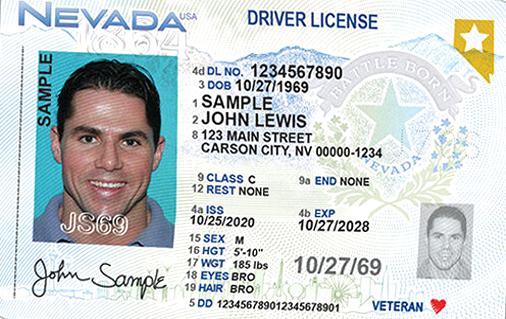 NEVADA USA DRIVER LICENSE
SAMPLE
4d DL NO. 1234567890
3 DOB 10/27/1969
1 SAMPLE
2 JOHN LEWIS
8 123 MAIN STREET
CARSON CITY, NV 00000-1234
BATTLE BORN
NEVADA
9 CLASS C 9a END NONE
12 REST NONE
4a ISS 4b EXP
10/25/2020 10/27/2028
15 SEX M
16 HGT 5'-10"
17 WGT 185 lbs
18 EYES BRO
19 HAIR BRO
5 DD 12345678901234567890​1
10/27/69
JS69
John Sample
VETERAN